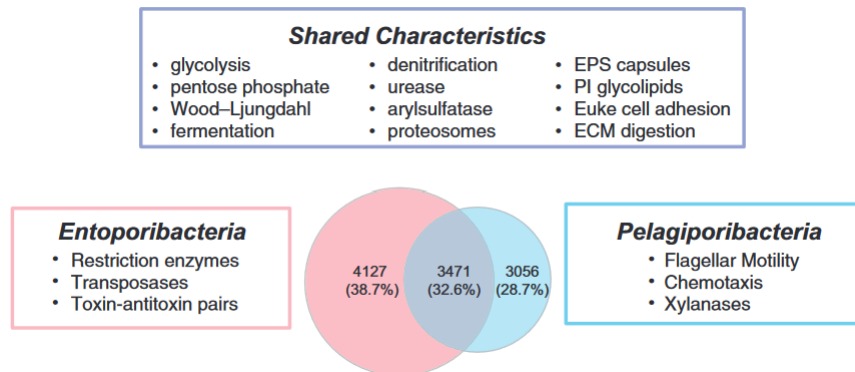 Shared Characteristics
• glycolysis
• pentose phosphate
• Wood–Ljungdahl
• fermentation
• denitrification
• urease
• arylsulfatase
• proteosomes
• EPS capsules
• PI glycolipids
• Euke cell adhesion
• ECM digestion
Entoporibacteria
• Restriction enzymes
• Transposases
• Toxin-antitoxin pairs
4127
(38.7%)
3471
(32.6%)
3056
(28.7%)
Pelagiporibacteria
• Flagellar Motility
• Chemotaxis
• Xylanases